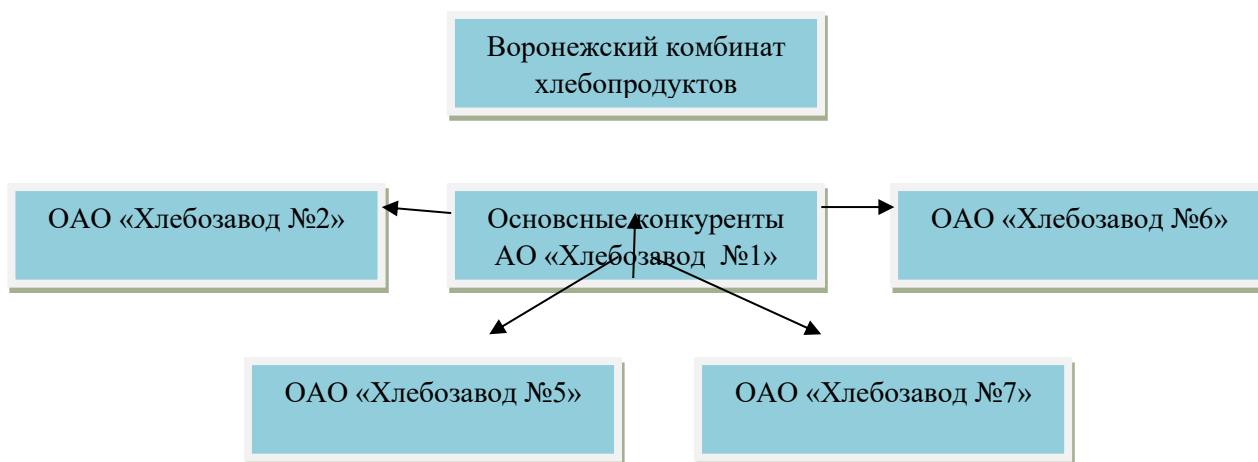 Воронежский комбинат
хлебопродуктов
ОАО «Хлебозавод №2»
Основсные конкуренты
АО «Хлебозавод №1»
ОАО «Хлебозавод №6»
ОАО «Хлебозавод №5»
ОАО «Хлебозавод №7»